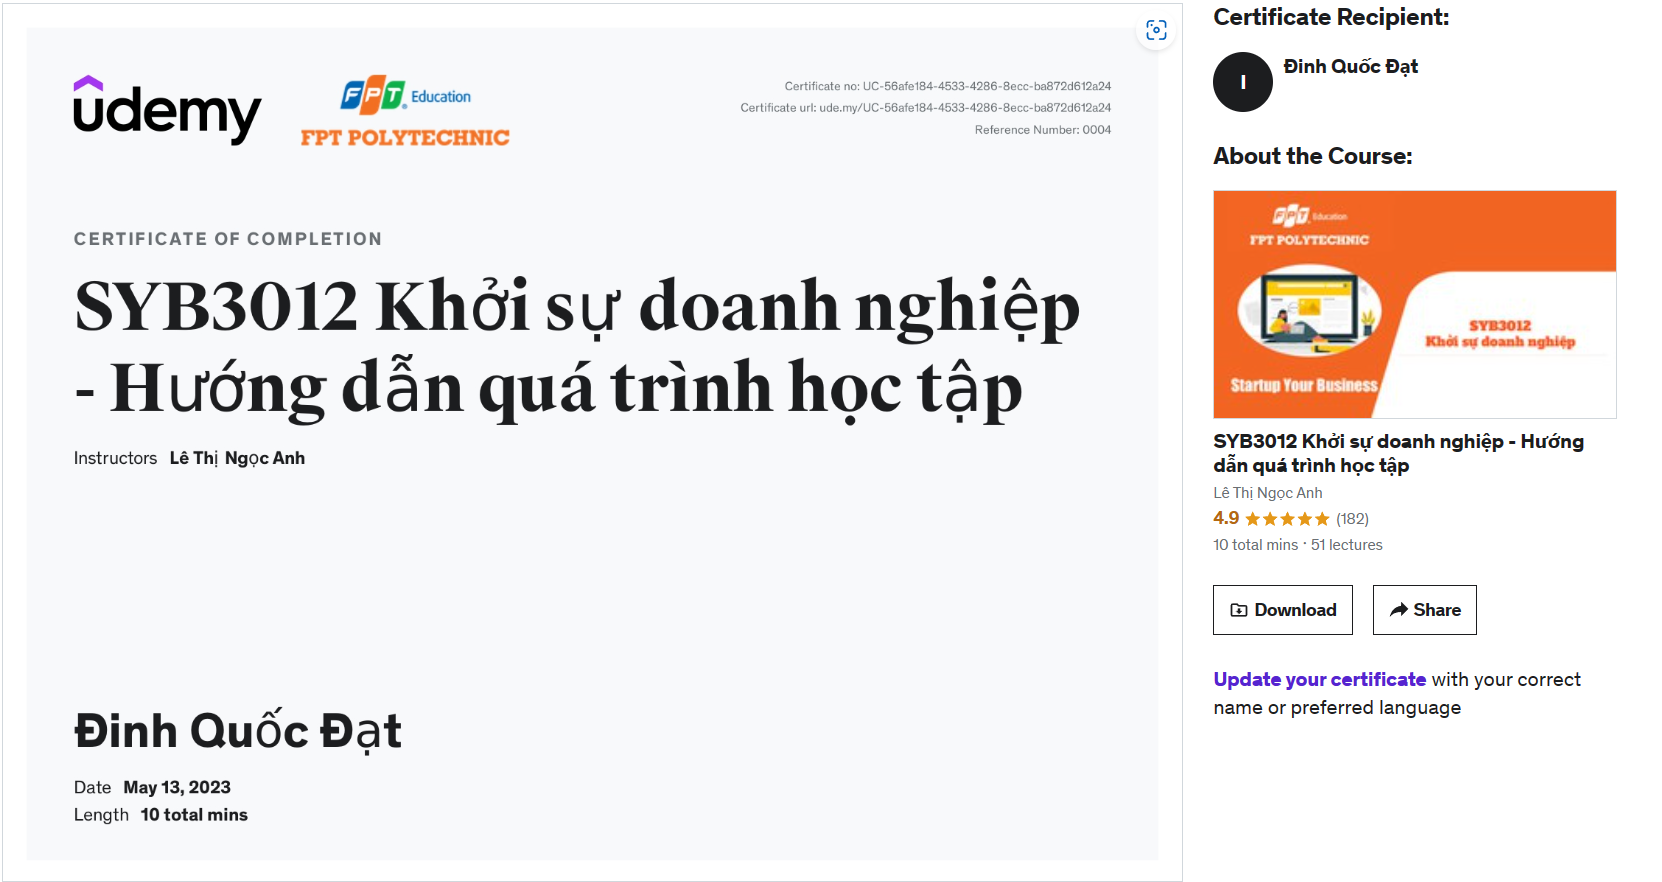 ûdemy
FPT Education
FPT POLYTECHNIC
Certificate no: UC-56afe184-4533-4286-8ecc-ba872d612a24
Certificate url: ude.my/UC-56afe184-4533-4286-8ecc-ba872d612a24
Reference Number: 0004
CERTIFICATE OF COMPLETION
SYB3012 Khởi sự doanh nghiệp
- Hướng dẫn quá trình học tập
Instructors Lê Thị Ngọc Anh
Đinh Quốc Đạt
Date May 13, 2023
Length 10 total mins
Certificate Recipient:
I
Đinh Quốc Đạt
About the Course:
FPT Education
FPT POLYTECHNIC
SYB3012
Khởi sự doanh nghiệp
Startup Your Business
SYB3012 Khởi sự doanh nghiệp - Hướng
dẫn quá trình học tập
Lê Thị Ngọc Anh
4.9 (182)
10 total mins · 51 lectures
Download
Share
Update your certificate with your correct
name or preferred language